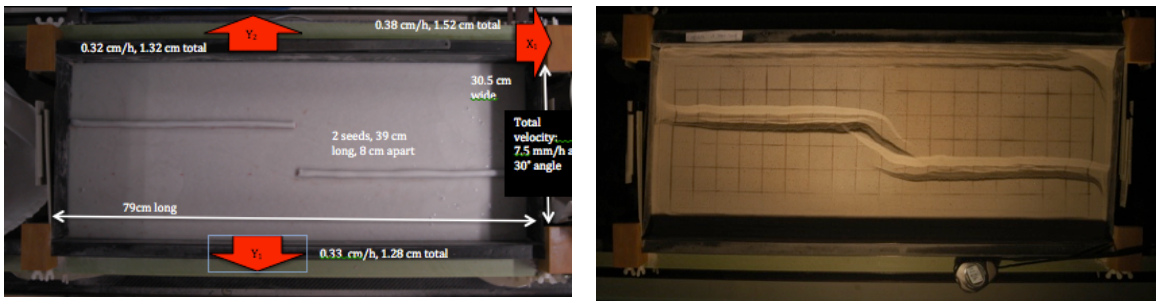 0.38 cm/h, 1.52 cm total
Y₂
X₁
0.32 cm/h, 1.32 cm total
30.5 cm
wide
2 seeds, 39 cm
long, 8 cm apart
Total
velocity:
7.5 mm/h a
30° angle
79cm long
Y₁
0.33 cm/h, 1.28 cm total